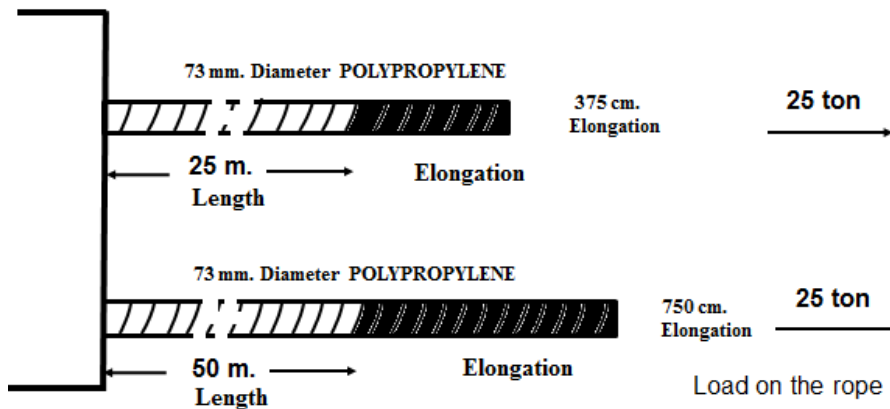 73 mm. Diameter POLYPROPYLENE
375 cm.
Elongation
25 ton
25 m.
Length
Elongation
73 mm. Diameter POLYPROPYLENE
750 cm.
Elongation
25 ton
50 m.
Length
Elongation
Load on the rope